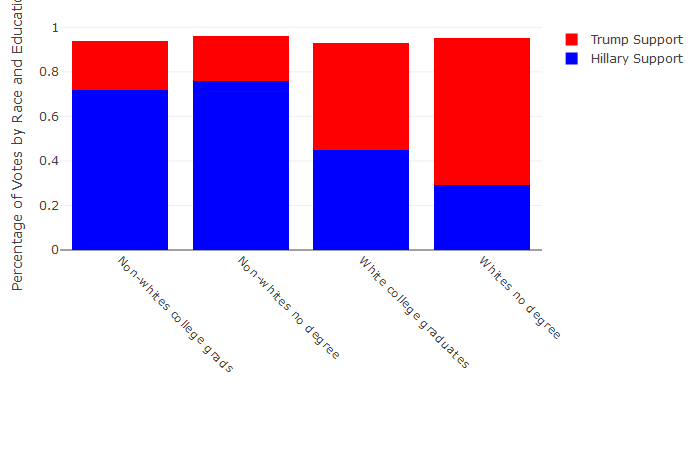 Percentage of Votes by Race and
1
0.8
0.6
0.4
0.2
0
Non-whites college grads
Non-whites no degree
White college graduates
Whites no degree
Trump Support
Hillary Support